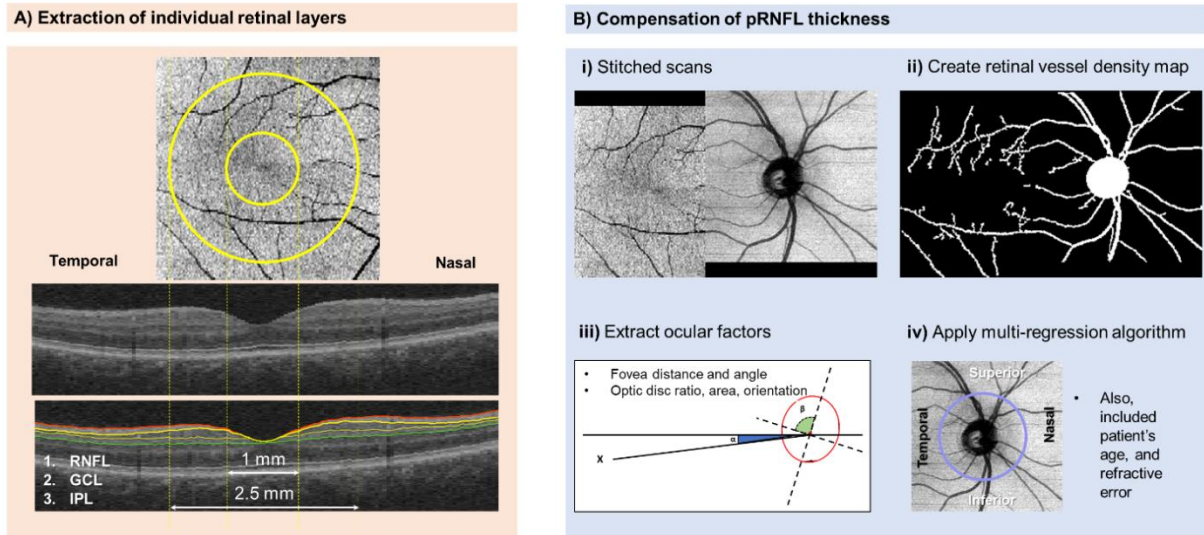 A) Extraction of individual retinal layers
Temporal
Nasal
1. RNFL
2. GCL
3. IPL
1 mm
2.5 mm
B) Compensation of pRNFL thickness
i) Stitched scans
ii) Create retinal vessel density map
iii) Extract ocular factors
• Fovea distance and angle
• Optic disc ratio, area, orientation
β
α
X
iv) Apply multi-regression algorithm
Superior
Temporal
Nasal
Inferior
• Also,
included
patient's
age, and
refractive
error